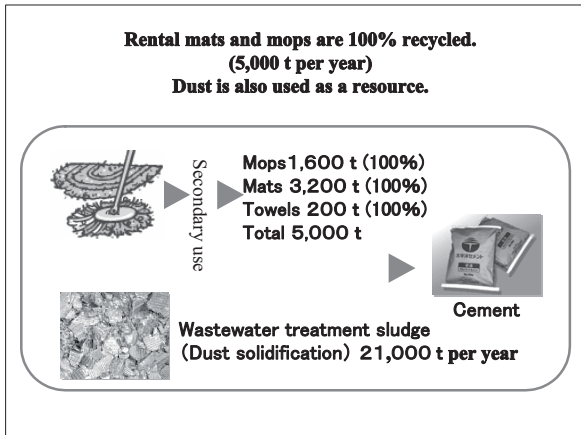 Rental mats and mops are 100% recycled.
(5,000 t per year)
Dust is also used as a resource.
Secondary use
Mops1,600 t (100%)
Mats 3,200 t (100%)
Towels 200 t (100%)
Total 5,000 t
Cement
Wastewater treatment sludge
(Dust solidification) 21,000 t per year